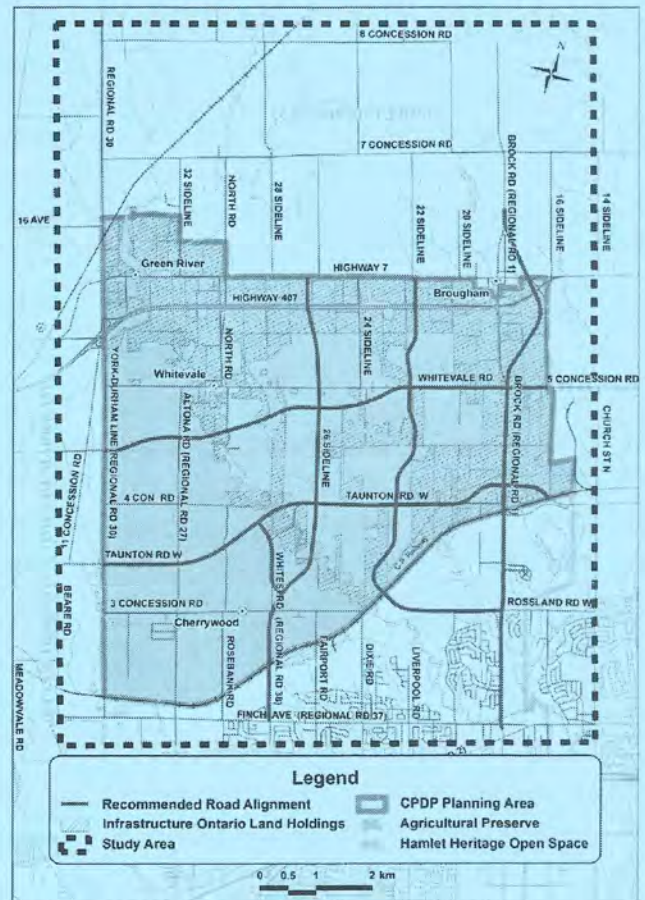 6 CONCESSION RD
REGIONAL RD 30
N
7 CONCESSION RD
BROCK RD (REGIONAL RD 11)
32 SIDELINE
NORTH RD
28 SIDELINE
22 SIDELINE
20 SIDELINE
16 SIDELINE
14 SIDELINE
16 AVE
Green River
HIGHWAY 7
Brougham
HIGHWAY 407
24 SIDELINE
NORTH RD
Whitevale
WHITEVALE RD
5 CONCESSION RD
YORK-DURHAM LINE (REGIONAL RD 30)
ALTONA RD (REGIONAL RD 27)
26 SIDELINE
BROCK RD (REGIONAL RD 1)
CHURCH ST N
11 CONCESSION RD
4 CON RD
TAUNTON RD W
TAUNTON RD W
WHITES RD (REGIONAL RD 38)
BEARE RD
3 CONCESSION RD
Cherrywood
ROSSLAND RD W
ROSEBANK RD
FAIRPORT RD
DIXIE RD
LIVERPOOL RD
MEADOWVALE RD
FINCH AVE (REGIONAL RD 37)
Legend
Recommended Road Alignment
CPDP Planning Area
Infrastructure Ontario Land Holdings
Agricultural Preserve
Study Area
Hamlet Heritage Open Space
0 0.5 1 2 km